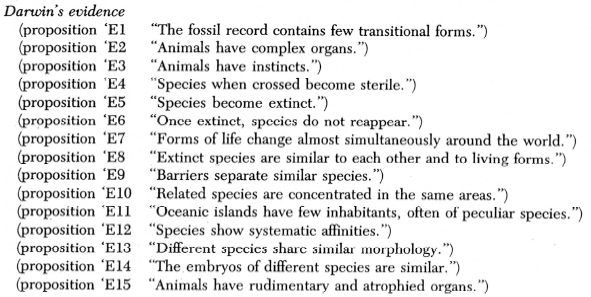 Darwin's evidence
(proposition 'E1 "The fossil record contains few transitional forms.")
(proposition 'E2 "Animals have complex organs.")
(proposition 'E3 "Animals have instincts.")
(proposition 'E4 "Species when crossed become sterile.")
(proposition 'E5 "Species become extinct.")
(proposition 'E6 "Once extinct, species do not reappear.")
(proposition 'E7 "Forms of life change almost simultaneously around the world.")
(proposition 'E8 "Extinct species are similar to each other and to living forms.")
(proposition 'E9 "Barriers separate similar species.")
(proposition 'E10 "Related species are concentrated in the same areas.")
(proposition 'E11 "Oceanic islands have few inhabitants, often of peculiar species.")
(proposition 'E12 "Species show systematic affinities.")
(proposition 'E13 "Different species share similar morphology.")
(proposition 'E14 "The embryos of different species are similar.")
(proposition 'E15 "Animals have rudimentary and atrophied organs.")